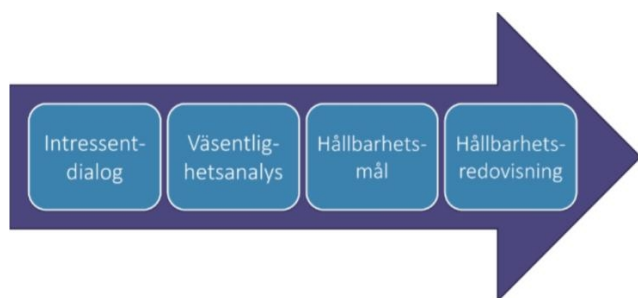 Intressent-
dialog
Väsentlig-
hetsanalys
Hållbarhets-
mål
Hållbarhets-
redovisning